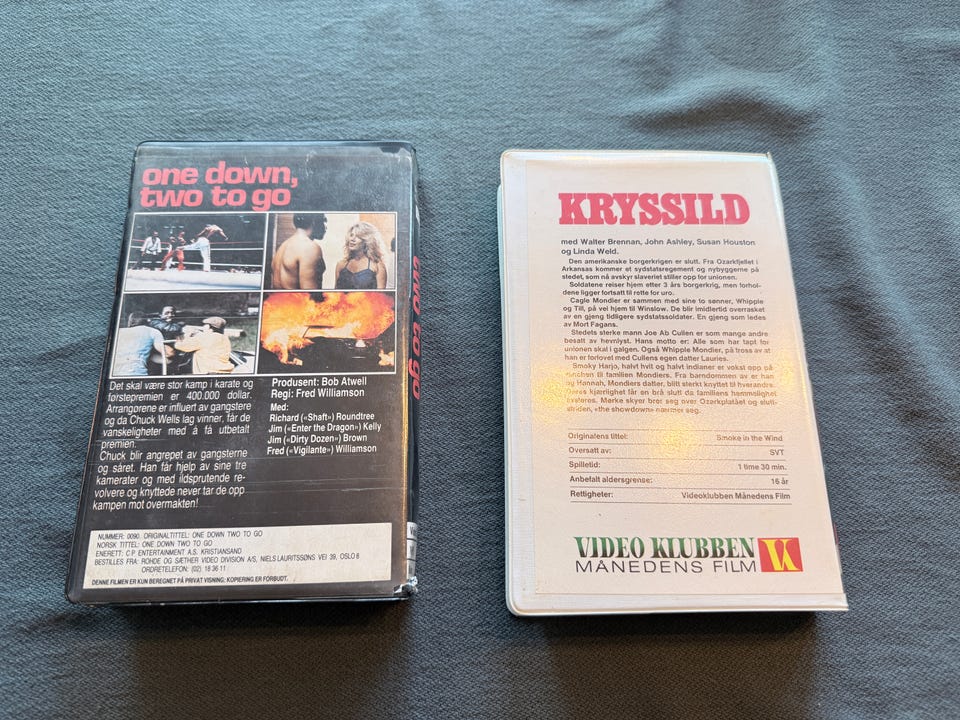 one down,
two to go
Det skal være stor kamp i karate og
førstepremien er 400.000 dollar.
Arrangørene er influert av gangstere
og da Chuck Wells lag vinner, får de
vanskeligheter med å få utbetalt
premien.
Chuck blir angrepet av gangsterne
og såret. Han får hjelp av sine tre
kamerater og med ildsprutende re-
volvere og knyttede never tar de opp
kampen mot overmakten!
Produsent: Bob Atwell
Regi: Fred Williamson
Med:
Richard («Shaft») Roundtree
Jim («Enter the Dragon») Kelly
Jim («Dirty Dozen») Brown
Fred («Vigilante») Williamson
NUMMER: 0090. ORIGINALTITTEL: ONE DOWN TWO TO GO
NORSK TITTEL: ONE DOWN TWO TO GO
ENERETT: C.P. ENTERTAINMENT A.S. KRISTIANSAND
BESTILLES FRA: ROHDE OG SÆTHER VIDEO DIVISION A/S, NIELS LAURITSSØNS VEI 39, OSLO 8
ORDRETELEFON: (02) 18 36 11
DENNE FILMEN ER KUN BEREGNET PÅ PRIVAT VISNING; KOPIERING ER FORBUDT.
two to go
KRYSSILD
med Walter Brennan, John Ashley, Susan Houston
og Linda Weld.
Den amerikanske borgerkrigen er slutt. Fra Ozarkfjellet i
Arkansas kommer et sydstatsregement og nybyggerne på
stedet, som nå avskyr slaveriet stiller opp for unionen.
Soldatene reiser hjem etter 3 års borgerkrig, men forhol-
dene ligger fortsatt til rette for uro.
Cagle Mondier er sammen med sine to sønner, Whipple
og Till, på vei hjem til Winslow. De blir imidlertid overrasket
av en gjeng tidligere sydstatssoldater. En gjeng som ledes
av Mort Fagans.
Stedets sterke mann Joe Ab Cullen er som mange andre
besatt av hevnlyst. Hans motto er: Alle som har tapt for
unionen skal i galgen. Også Whipple Mondier, på tross av at
han er forlovet med Cullens egen datter Lauries.
Smoky Harjo, halvt hvit og halvt indianer er vokst opp på
ranchen til familien Mondiers. Fra barndommen av er han
og Hannah, Mondiers datter, blitt sterkt knyttet til hverandre.
Deres kjærlighet får en brå slutt da familiens hemmelighet
avsløres. Mørke skyer brer seg over Ozarkplatået og slutt-
striden, «the showdown» nærmer seg.
Originalens tittel: Smoke in the Wind
Oversatt av: SVT
Spilletid: 1 time 30 min.
Anbefalt aldersgrense: 16 år
Rettigheter: Videoklubben Månedens Film
VIDEO KLUBBEN
MÅNEDENS FILM